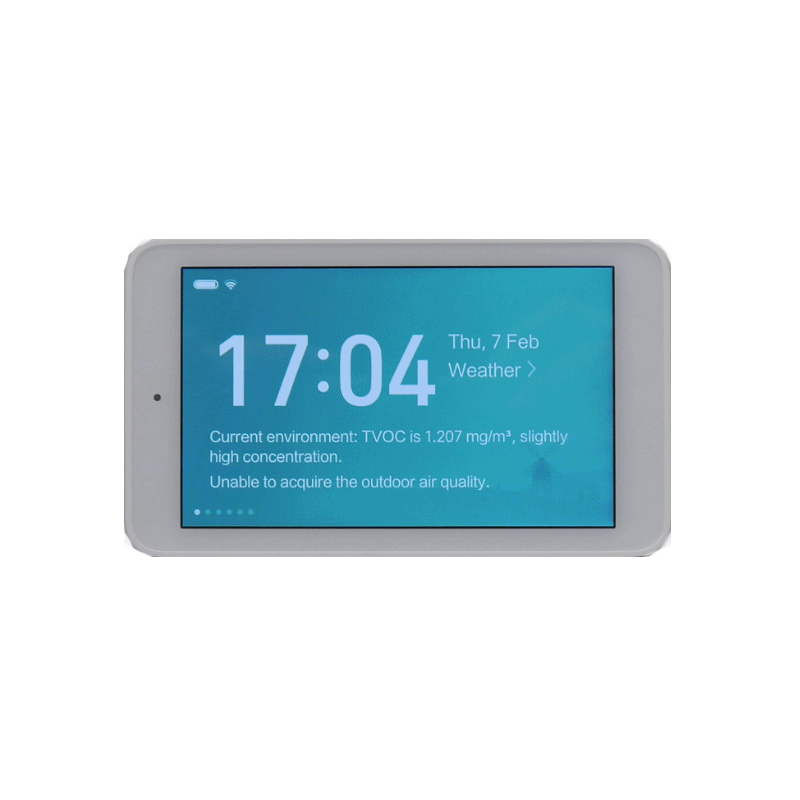 17:04
Thu, 7 Feb
Weather >
Current environment: TVOC is 1.207 mg/m³, slightly
high concentration.
Unable to acquire the outdoor air quality.